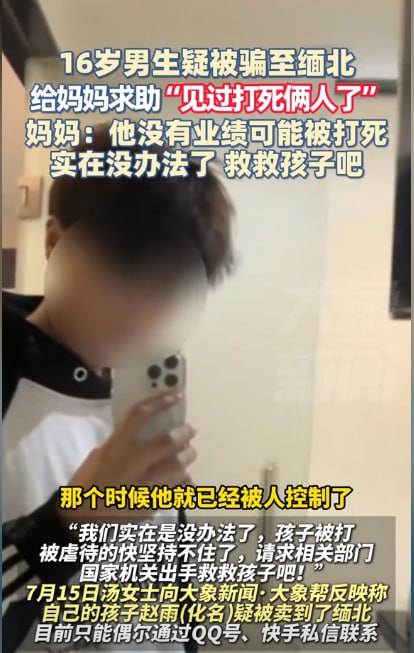 16岁男生疑被骗至缅北
给妈妈求助“见过打死俩人了”
妈妈：他没有业绩可能被打死
实在没办法了 救救孩子吧
大象
新闻
那个时候他就已经被人控制了
“我们实在是没办法了，孩子被打
被虐待的快坚持不住了，请求相关部门
国家机关出手救救孩子吧！”
7月15日汤女士向大象新闻·大象帮反映称
自己的孩子赵雨(化名)疑被卖到了缅北
目前只能偶尔通过QQ号、快手私信联系